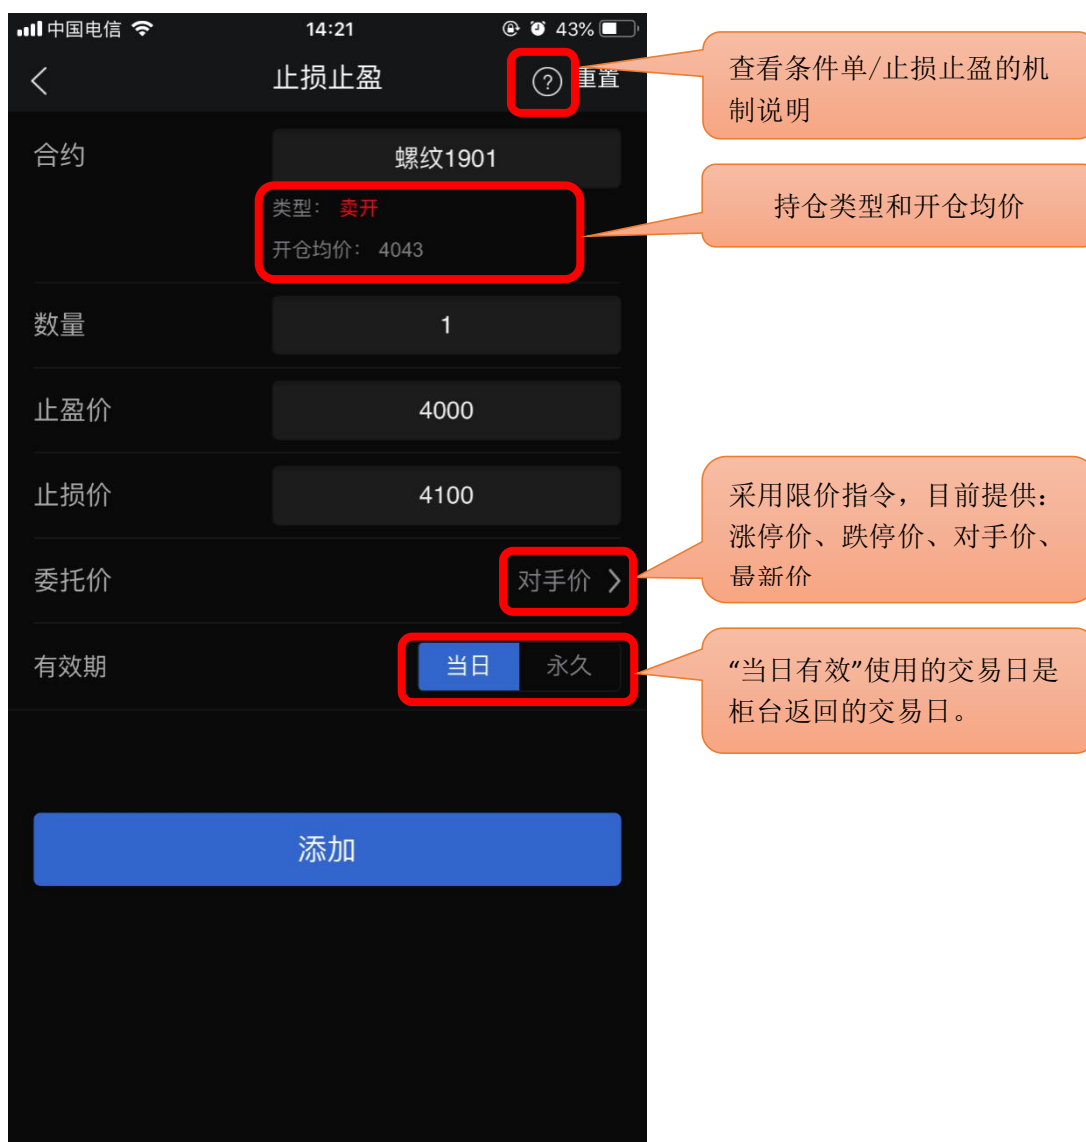 中国电信 14:21 43%
止损止盈 重置
查看条件单/止损止盈的机
制说明
合约 螺纹1901
类型： 卖开
开仓均价： 4043
持仓类型和开仓均价
数量 1
止盈价 4000
止损价 4100
采用限价指令，目前提供：
涨停价、跌停价、对手价、
最新价
委托价 对手价
有效期 当日 永久
“当日有效”使用的交易日是
柜台返回的交易日。
添加